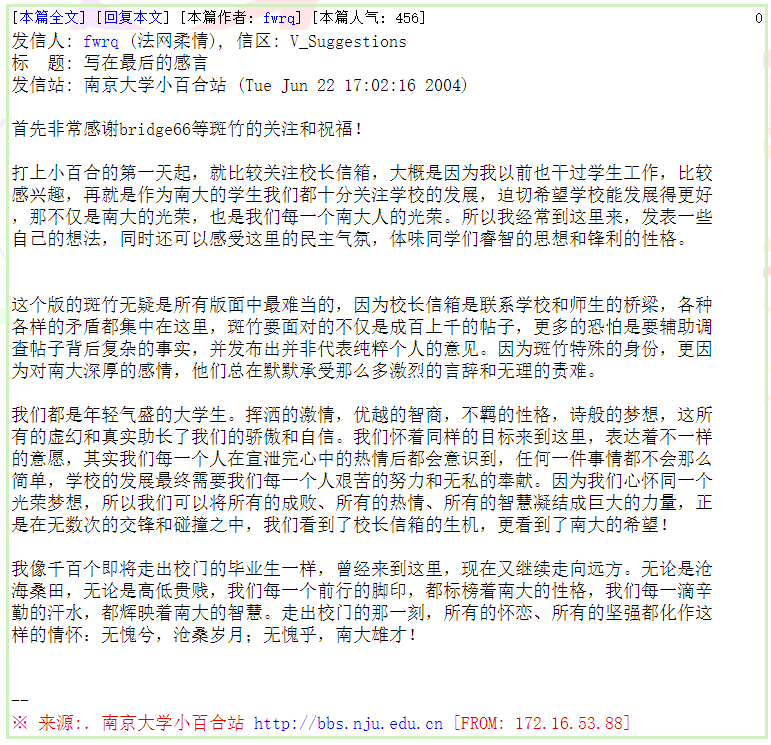 [本篇全文] [回复本文] [本篇作者: fwrq] [本篇人气: 456] 0
发信人: fwrq (法网柔情), 信区: V_Suggestions
标　题: 写在最后的感言
发信站: 南京大学小百合站 (Tue Jun 22 17:02:16 2004)
首先非常感谢bridge66等斑竹的关注和祝福！
打上小百合的第一天起，就比较关注校长信箱，大概是因为我以前也干过学生工作，比较
感兴趣，再就是作为南大的学生我们都十分关注学校的发展，迫切希望学校能发展得更好
，那不仅是南大的光荣，也是我们每一个南大人的光荣。所以我经常到这里来，发表一些
自己的想法，同时还可以感受这里的民主气氛，体味同学们睿智的思想和锋利的性格。
这个版的斑竹无疑是所有版面中最难当的，因为校长信箱是联系学校和师生的桥梁，各种
各样的矛盾都集中在这里，斑竹要面对的不仅是成百上千的帖子，更多的恐怕是要辅助调
查帖子背后复杂的事实，并发布出并非代表纯粹个人的意见。因为斑竹特殊的身份，更因
为对南大深厚的感情，他们总在默默承受那么多激烈的言辞和无理的责难。
我们都是年轻气盛的大学生。挥洒的激情，优越的智商，不羁的性格，诗般的梦想，这所
有的虚幻和真实助长了我们的骄傲和自信。我们怀着同样的目标来到这里，表达着不一样
的意愿，其实我们每一个人在宣泄完心中的热情后都会意识到，任何一件事情都不会那么
简单，学校的发展最终需要我们每一个人艰苦的努力和无私的奉献。因为我们心怀同一个
光荣梦想，所以我们可以将所有的成败、所有的热情、所有的智慧凝结成巨大的力量，正
是在无数次的交锋和碰撞之中，我们看到了校长信箱的生机，更看到了南大的希望！
我像千百个即将走出校门的毕业生一样，曾经来到这里，现在又继续走向远方。无论是沧
海桑田，无论是高低贵贱，我们每一个前行的脚印，都标榜着南大的性格，我们每一滴辛
勤的汗水，都辉映着南大的智慧。走出校门的那一刻，所有的怀恋、所有的坚强都化作这
样的情怀：无愧兮，沧桑岁月；无愧乎，南大雄才！
--
※ 来源:．南京大学小百合站 http://bbs.nju.edu.cn [FROM: 172.16.53.88]